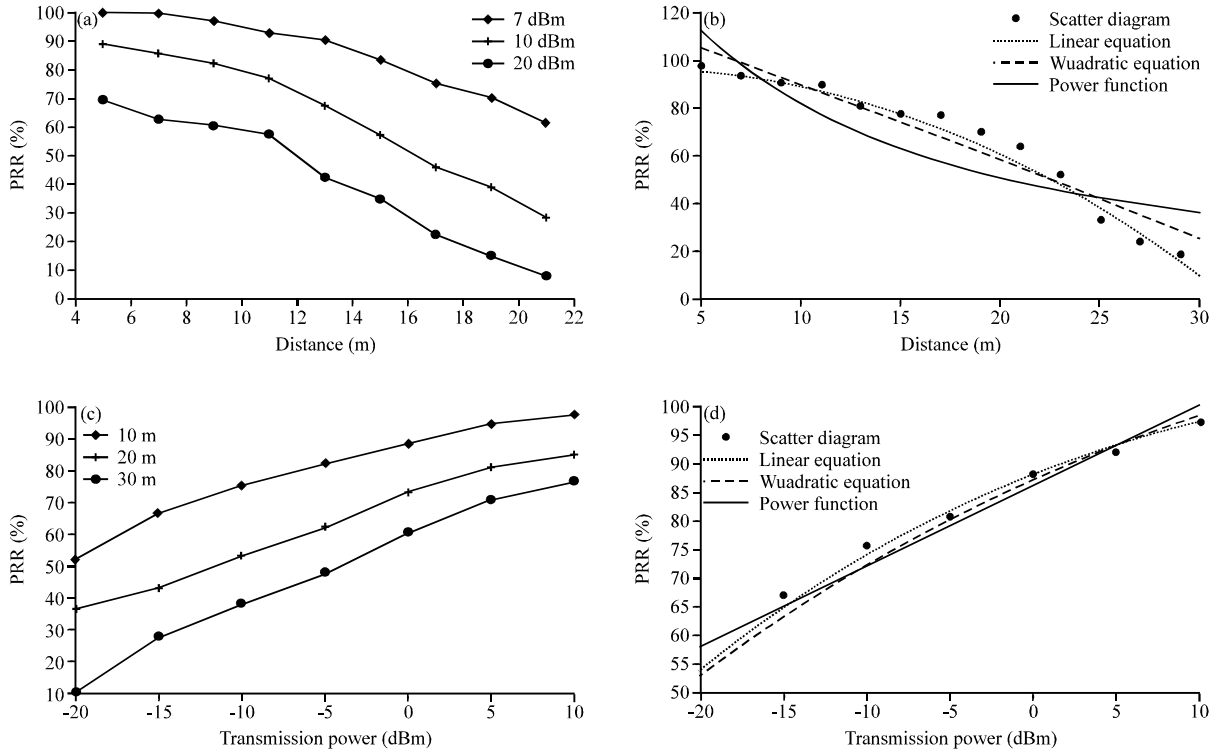 (a)
7 dBm
10 dBm
20 dBm
100
90
80
70
60
50
40
30
20
10
0
PRR (%)
4 6 8 10 12 14 16 18 20 22
Distance (m)
(b)
Scatter diagram
Linear equation
Wuadratic equation
Power function
120
100
80
60
40
20
0
PRR (%)
5 10 15 20 25 30
Distance (m)
(c)
10 m
20 m
30 m
100
90
80
70
60
50
40
30
20
10
PRR (%)
-20 -15 -10 -5 0 5 10
Transmission power (dBm)
(d)
Scatter diagram
Linear equation
Wuadratic equation
Power function
100
95
90
85
80
75
70
65
60
55
50
PRR (%)
-20 -15 -10 -5 0 5 10
Transmission power (dBm)